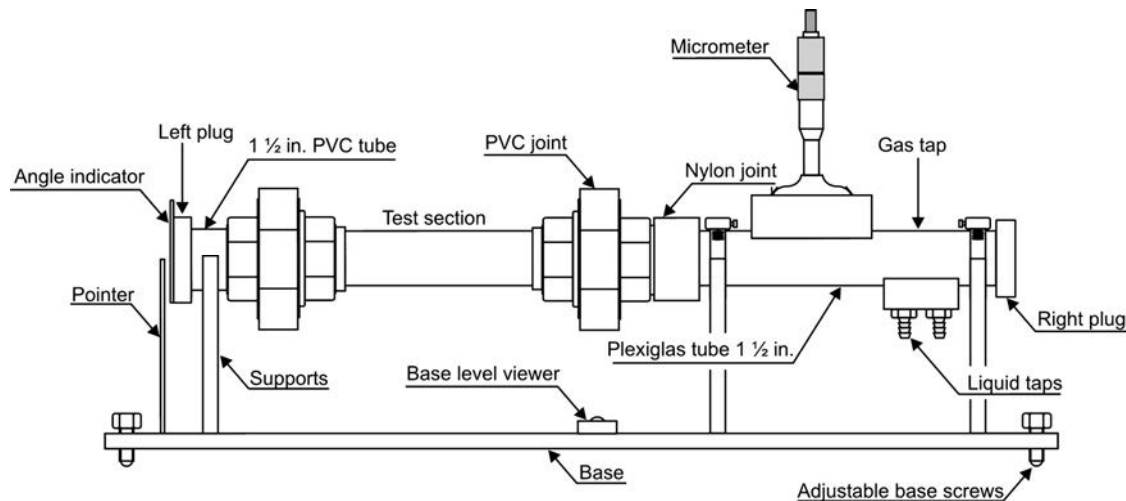 Micrometer
Left plug
1 ½ in. PVC tube
PVC joint
Gas tap
Angle indicator
Nylon joint
Test section
Pointer
Right plug
Plexiglas tube 1 ½ in.
Supports
Base level viewer
Liquid taps
Base
Adjustable base screws